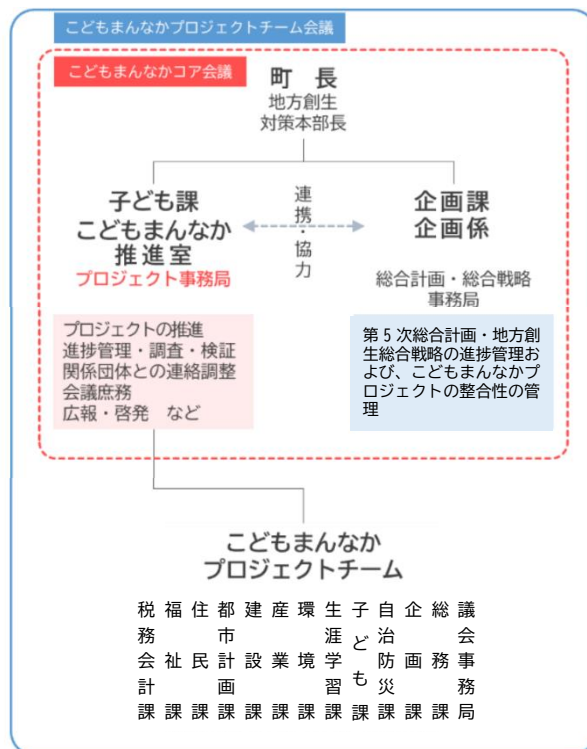 こどもまんなかプロジェクトチーム会議
こどもまんなかコア会議
町 長
地方創生
対策本部長
子ども課
こどもまんなか
推進室
プロジェクト事務局
連携・協力
企画課
企画係
総合計画・総合戦略
事務局
プロジェクトの推進
進捗管理・調査・検証
関係団体との連絡調整
会議庶務
広報・啓発 など
第5次総合計画・地方創
生総合戦略の進捗管理お
よび、こどもまんなかプ
ロジェクトの整合性の管
理
こどもまんなか
プロジェクトチーム
税務会計課
福祉課
住民課
都市計画課
建設課
産業課
環境課
生涯学習課
子ども課
自治防災課
企画課
総務課
議会事務局